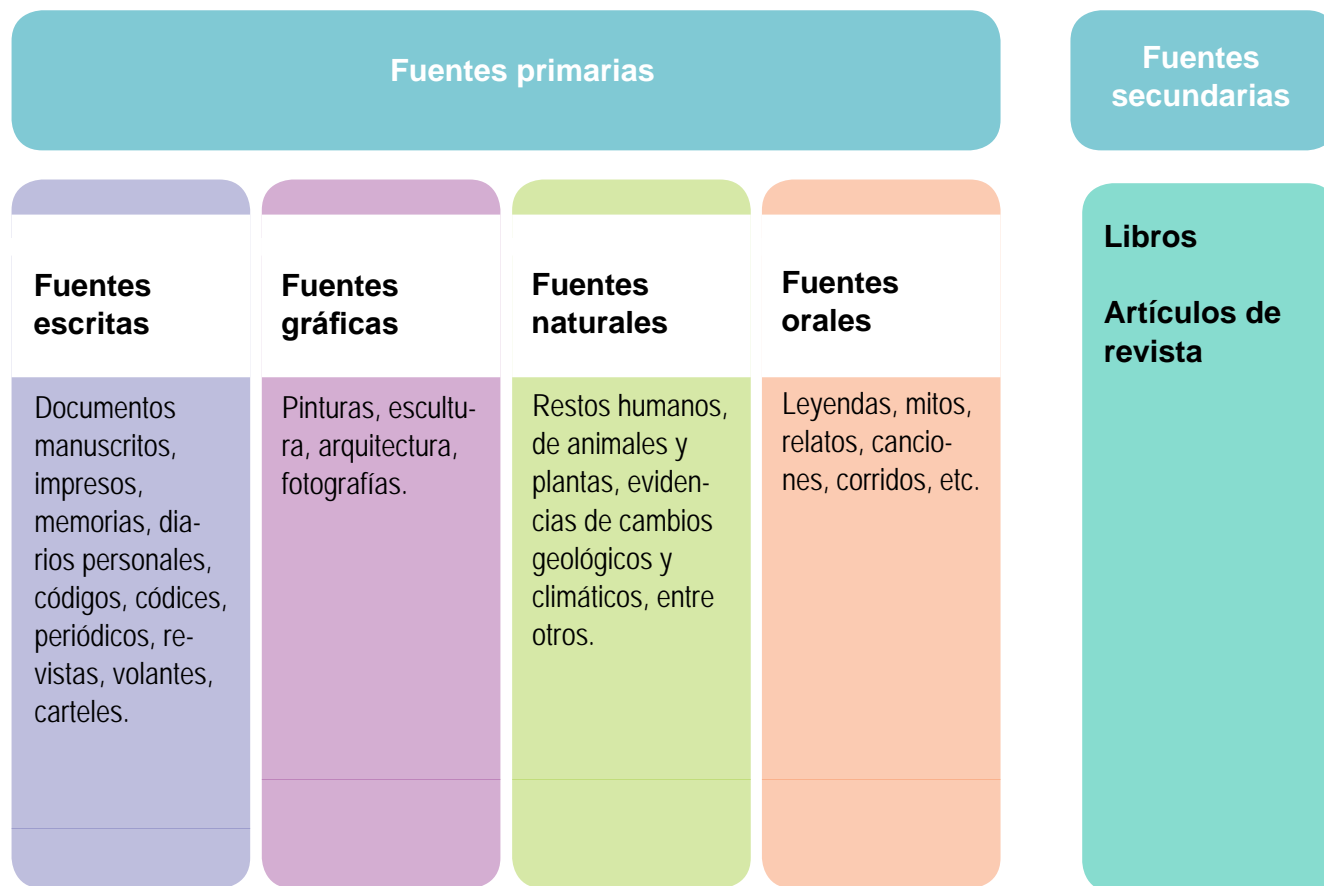 Fuentes primarias
Fuentes
secundarias
Fuentes
escritas
Documentos
manuscritos,
impresos,
memorias, dia-
rios personales,
códigos, códices,
periódicos, re-
vistas, volantes,
carteles.
Fuentes
gráficas
Pinturas, escultu-
ra, arquitectura,
fotografías.
Fuentes
naturales
Restos humanos,
de animales y
plantas, eviden-
cias de cambios
geológicos y
climáticos, entre
otros.
Fuentes
orales
Leyendas, mitos,
relatos, cancio-
nes, corridos, etc.
Libros
Artículos de
revista